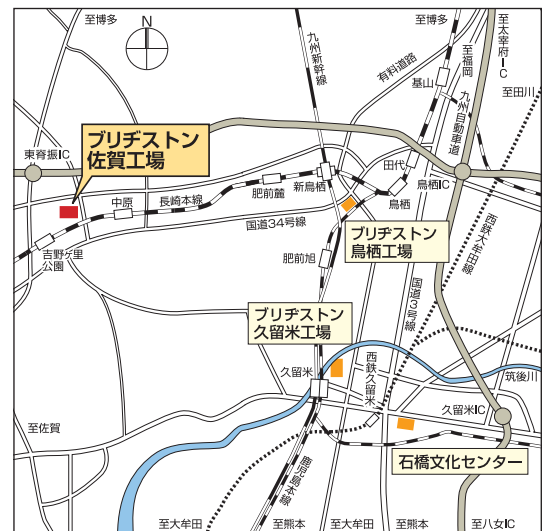 至博多
N
九州新幹線
至博多
至福岡
至太宰府IC
有料道路
基山
九州自動車道
至田川
ブリヂストン
佐賀工場
東脊振IC
中原
長崎本線
肥前麓
新鳥栖
田代
鳥栖
鳥栖IC
国道34号線
吉野ヶ里
公園
ブリヂストン
鳥栖工場
肥前旭
西鉄大牟田線
国道3号線
ブリヂストン
久留米工場
久留米
西鉄久留米
筑後川
久留米IC
至佐賀
石橋文化センター
鹿児島本線
至大牟田
至熊本
至大牟田
至熊本
至八女IC